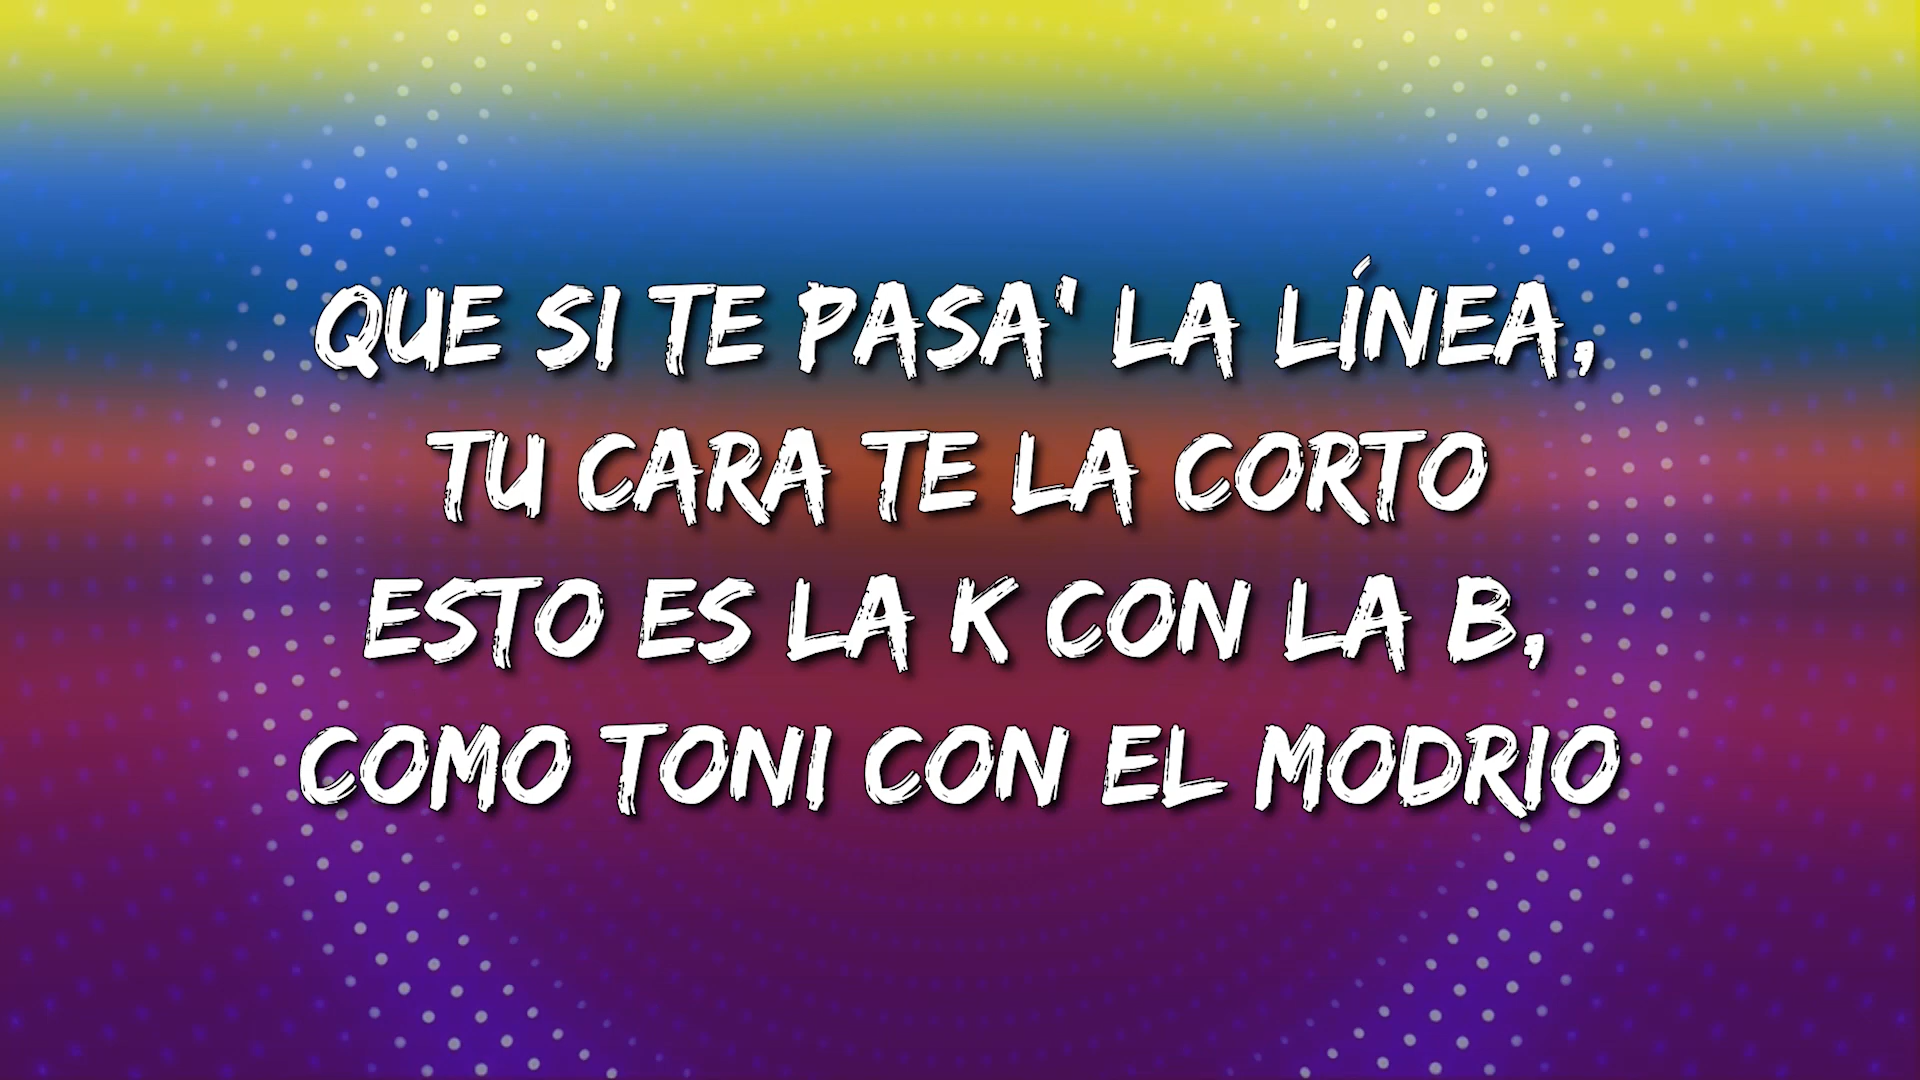 QUE SI TE PASA' LA LÍNEA,
TU CARA TE LA CORTO
ESTO ES LA K CON LA B,
COMO TONI CON EL MODRIO